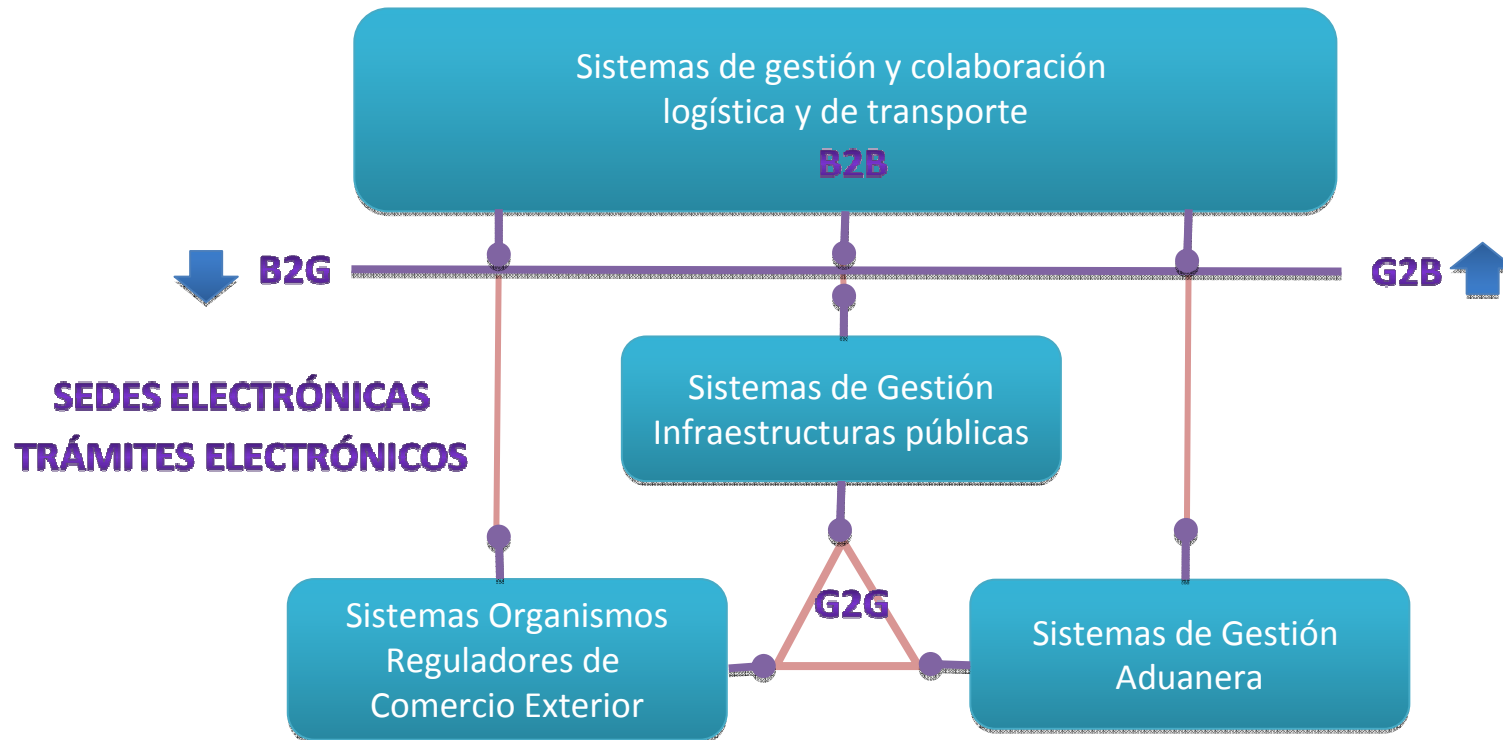 Sistemas de gestión y colaboración
logística y de transporte
B2B
B2G
G2B
SEDES ELECTRÓNICAS
TRÁMITES ELECTRÓNICOS
Sistemas de Gestión
Infraestructuras públicas
G2G
Sistemas Organismos
Reguladores de
Comercio Exterior
Sistemas de Gestión
Aduanera